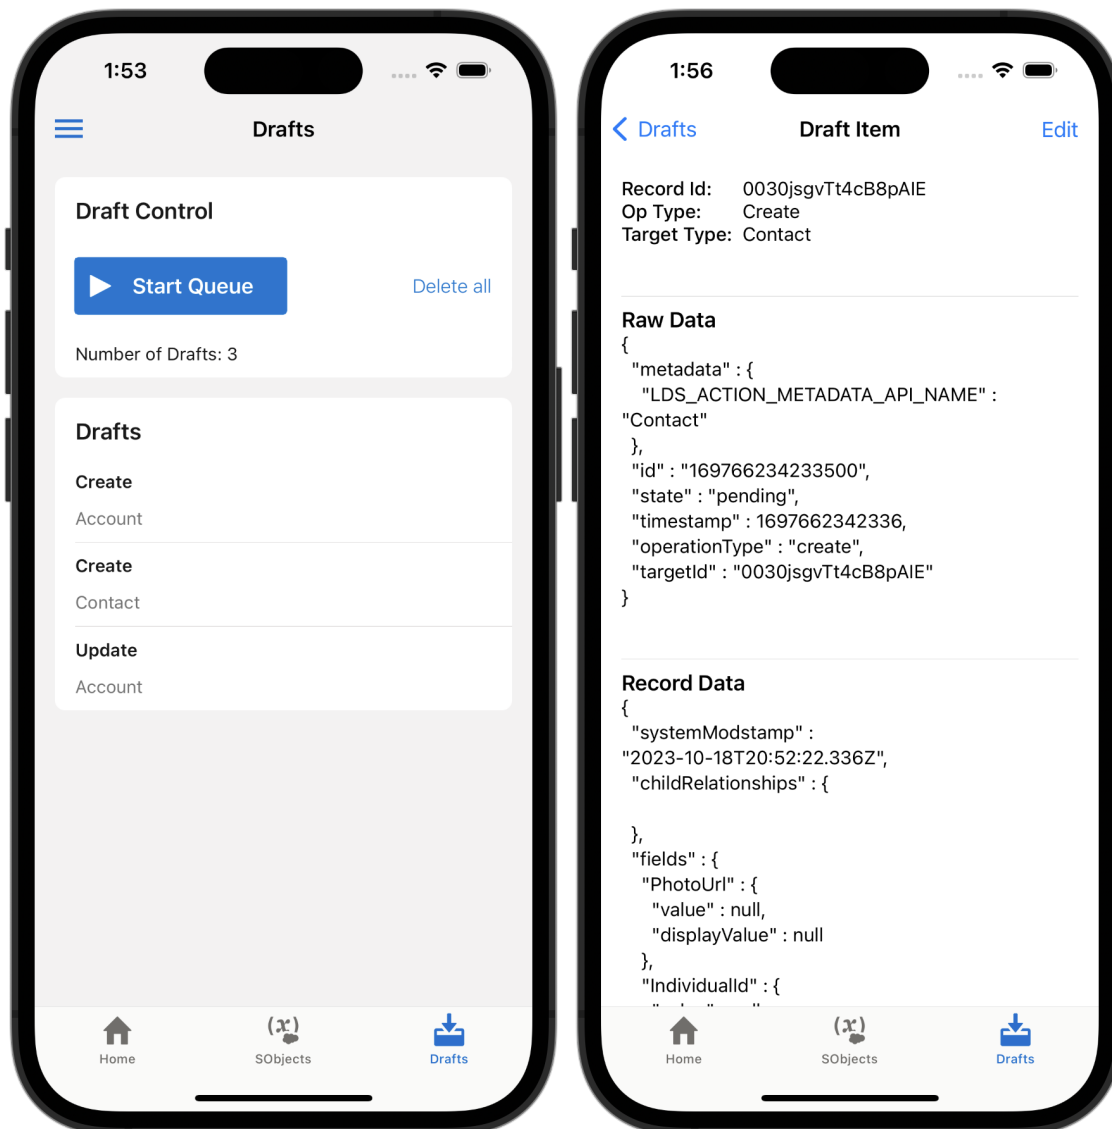 1:53
Drafts
Draft Control
Start Queue
Delete all
Number of Drafts: 3
Drafts
Create
Account
Create
Contact
Update
Account
Home
SObjects
Drafts
1:56
Drafts
Draft Item
Edit
Record Id: 0030jsgvTt4cB8pAIE
Op Type: Create
Target Type: Contact
Raw Data
{
"metadata" : {
"LDS_ACTION_METADATA_API_NAME" :
"Contact"
},
"id" : "169766234233500",
"state" : "pending",
"timestamp" : 1697662342336,
"operationType" : "create",
"targetId" : "0030jsgvTt4cB8pAIE"
}
Record Data
{
"systemModstamp" :
"2023-10-18T20:52:22.336Z",
"childRelationships" : {
},
"fields" : {
"PhotoUrl" : {
"value" : null,
"displayValue" : null
},
"IndividualId" : {
Home
(x)
SObjects
Drafts